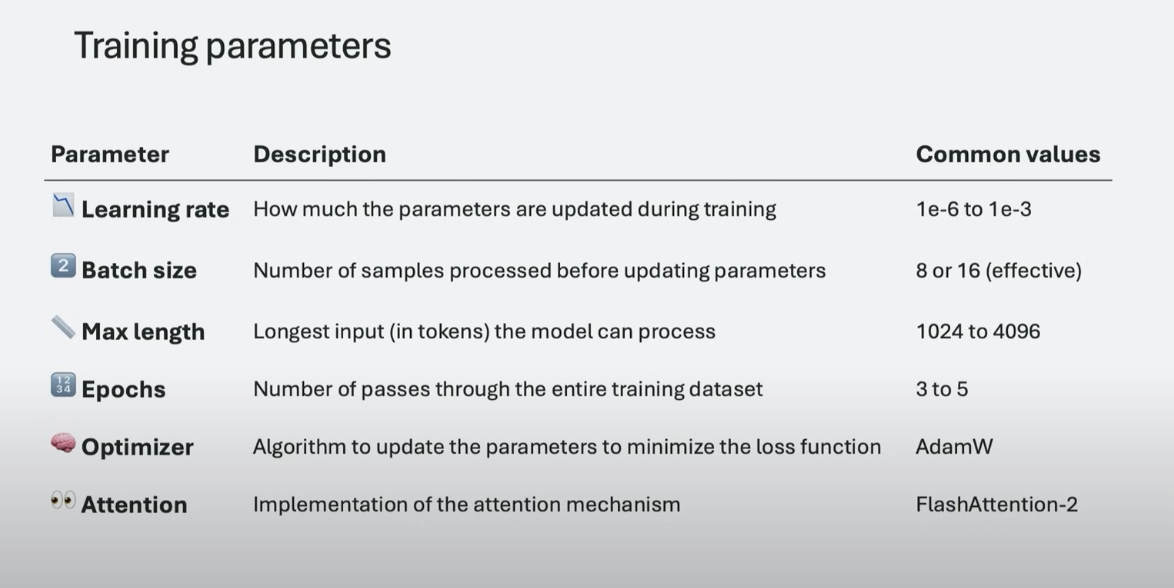 Training parameters
Parameter Description Common values
Learning rate How much the parameters are updated during training 1e-6 to 1e-3
2 Batch size Number of samples processed before updating parameters 8 or 16 (effective)
Max length Longest input (in tokens) the model can process 1024 to 4096
1234 Epochs Number of passes through the entire training dataset 3 to 5
Optimizer Algorithm to update the parameters to minimize the loss function AdamW
Attention Implementation of the attention mechanism FlashAttention-2